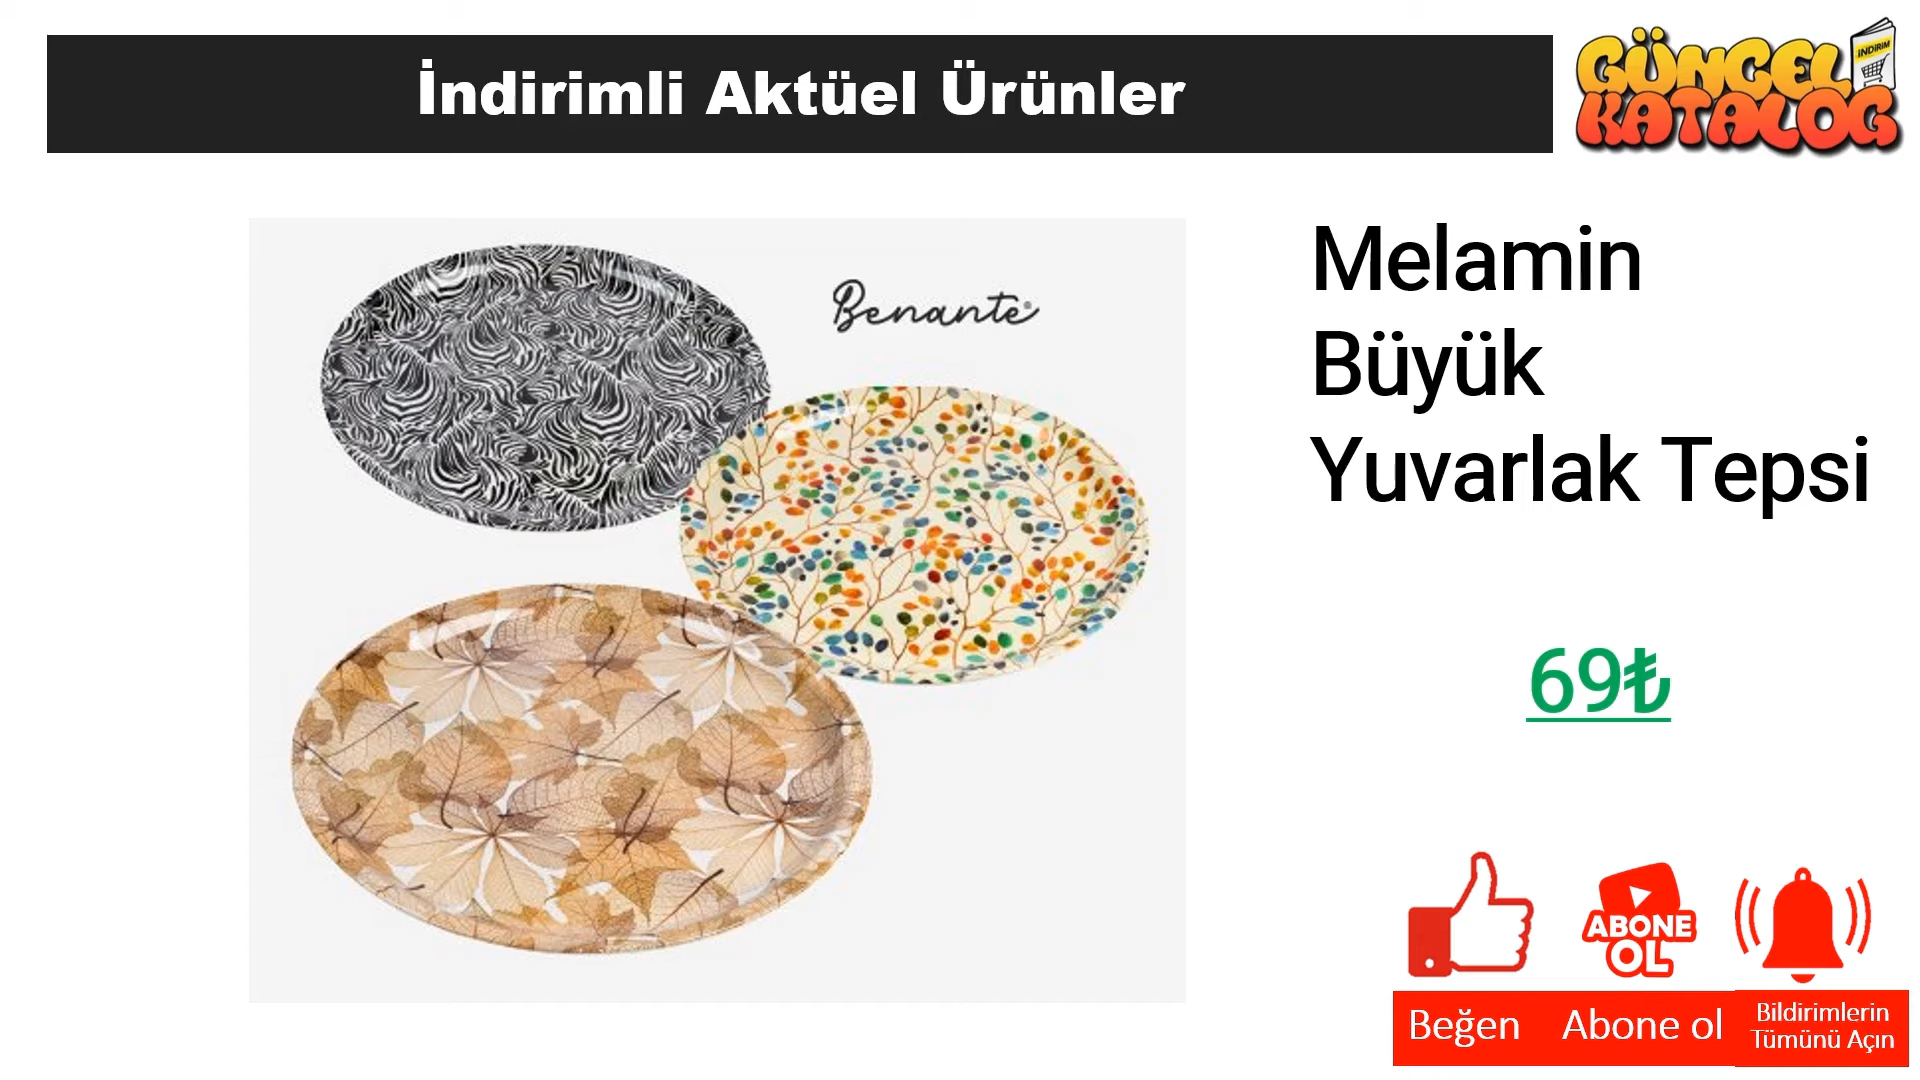 İndirimli Aktüel Ürünler
GÜNCEL
KATALOG
İNDİRİM
Benante®
Melamin
Büyük
Yuvarlak Tepsi
69₺
ABONE
OL
Beğen
Abone ol
Bildirimlerin
Tümünü Açın